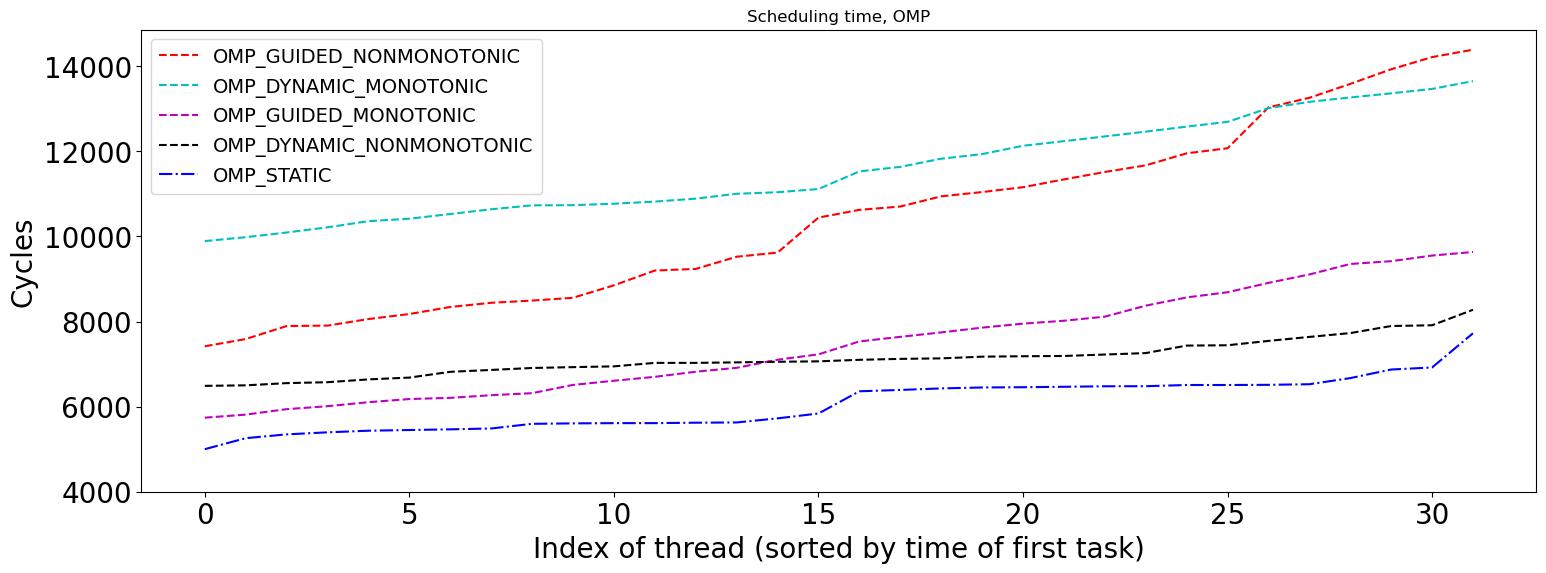 Scheduling time, OMP
OMP_GUIDED_NONMONOTONIC
OMP_DYNAMIC_MONOTONIC
OMP_GUIDED_MONOTONIC
OMP_DYNAMIC_NONMONOTONIC
OMP_STATIC
Cycles
14000
12000
10000
8000
6000
4000
0 5 10 15 20 25 30
Index of thread (sorted by time of first task)